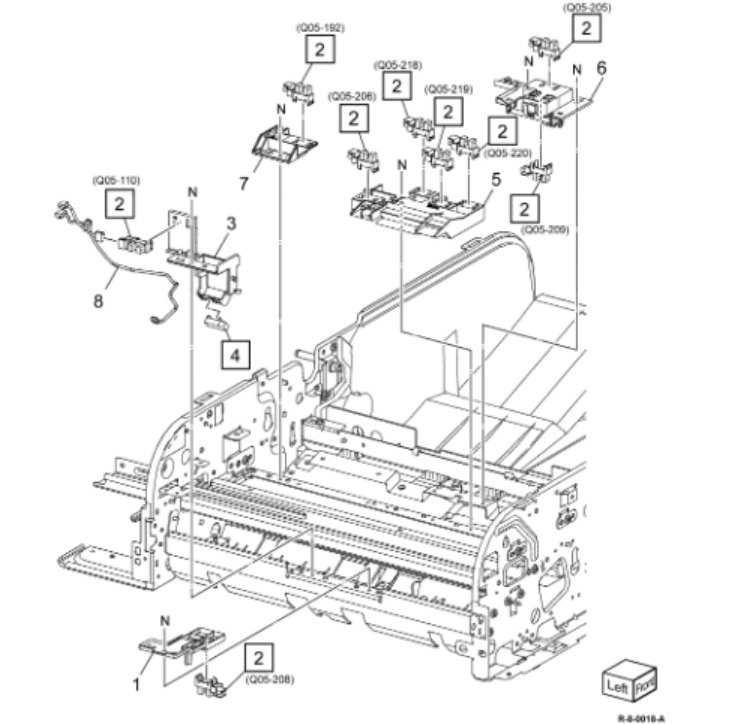 (Q05-192)
2
(Q05-205)
2
N
N
6
(Q05-218)
2
(Q05-219)
2
(Q05-206)
2
2
(Q05-220)
N
7
N
5
2
(Q05-209)
(Q05-110)
2
N
3
8
4
N
1
2
(Q05-208)
Left
Front
R-8-0018-A